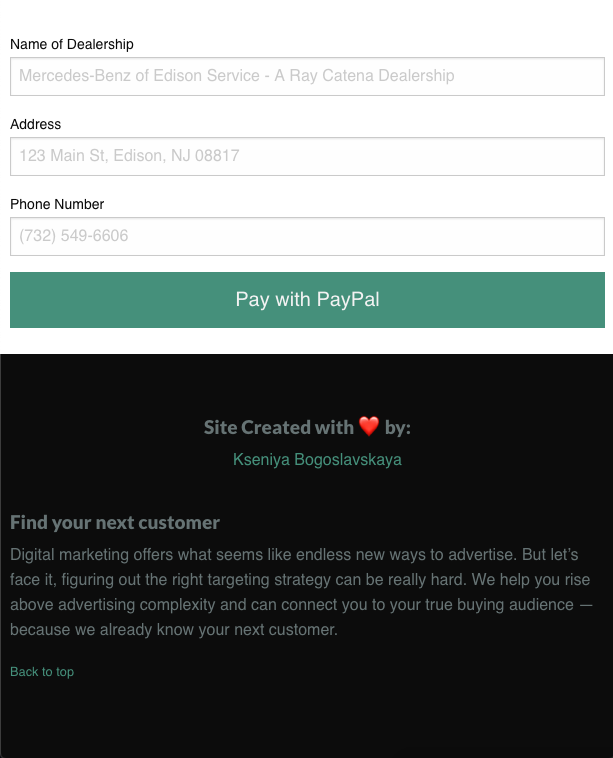 Name of Dealership
Mercedes-Benz of Edison Service - A Ray Catena Dealership
Address
123 Main St, Edison, NJ 08817
Phone Number
(732) 549-6606
Pay with PayPal
Site Created with ❤️ by:
Kseniya Bogoslavskaya
Find your next customer
Digital marketing offers what seems like endless new ways to advertise. But let’s
face it, figuring out the right targeting strategy can be really hard. We help you rise
above advertising complexity and can connect you to your true buying audience —
because we already know your next customer.
Back to top